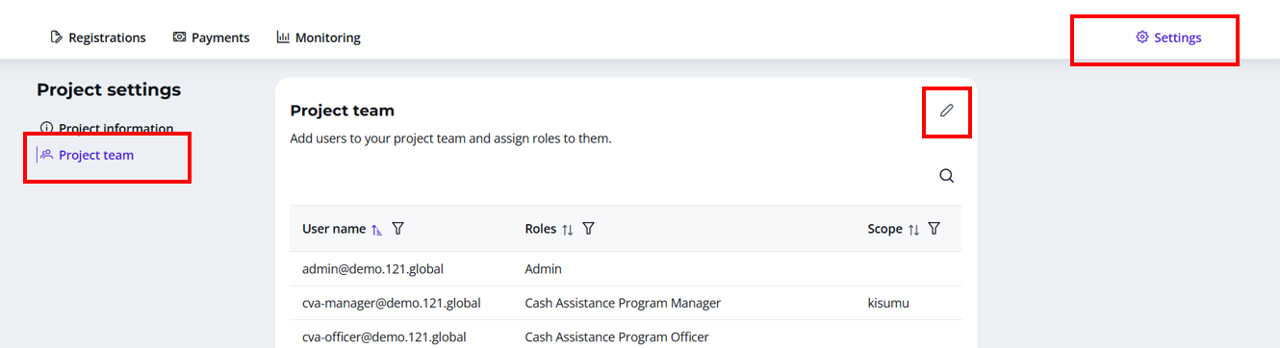 Registrations Payments Monitoring Settings
Project settings
Project information
Project team
Project team
Add users to your project team and assign roles to them.
User name Roles Scope
admin@demo.121.global Admin
cva-manager@demo.121.global Cash Assistance Program Manager kisumu
cva-officer@demo.121.global Cash Assistance Program Officer